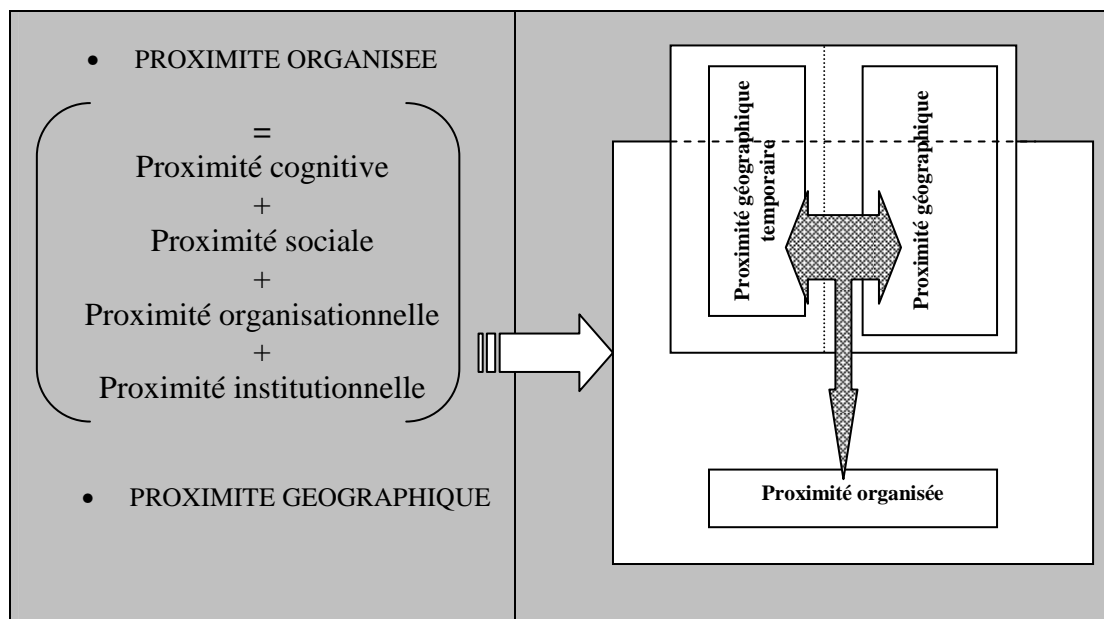 • PROXIMITE ORGANISEE
=
Proximité cognitive
+
Proximité sociale
+
Proximité organisationnelle
+
Proximité institutionnelle
• PROXIMITE GEOGRAPHIQUE
Proximité géographique
temporaire
Proximité géographique
Proximité organisée